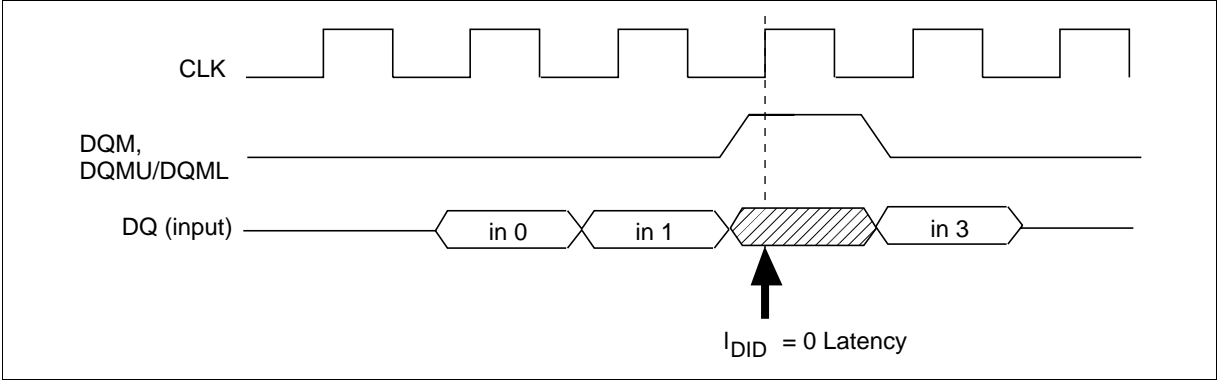 CLK
DQM,
DQMU/DQML
DQ (input)
in 0
in 1
in 3
IDID = 0 Latency